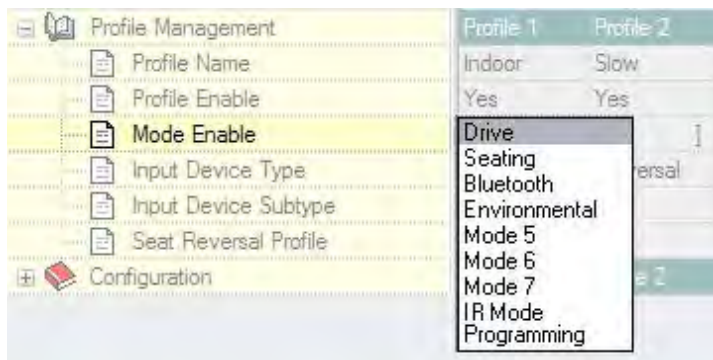 Profile Management Profile 1 Profile 2
Profile Name Indoor Slow
Profile Enable Yes Yes
Mode Enable Drive
Input Device Type Seating
Bluetooth
Input Device Subtype Environmental
Seat Reversal Profile Mode 5
Mode 6
Configuration Mode 7
IR Mode
Programming